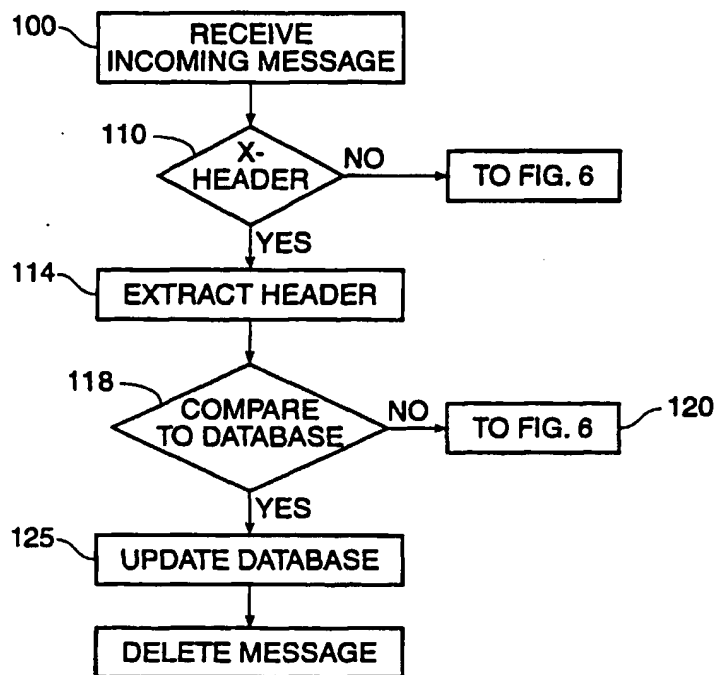 100
RECEIVE
INCOMING MESSAGE
110
X-
HEADER
NO
TO FIG. 6
YES
114
EXTRACT HEADER
118
COMPARE
TO DATABASE
NO
TO FIG. 6
120
YES
125
UPDATE DATABASE
DELETE MESSAGE